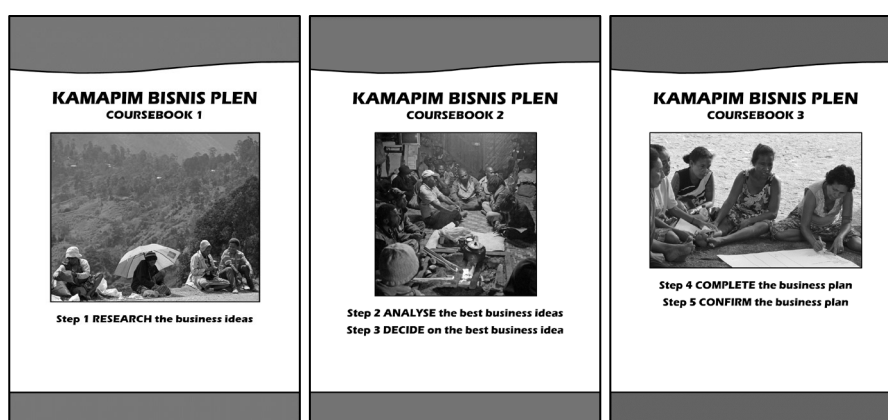 KAMAPIM BISNIS PLEN
COURSEBOOK 1
Step 1 RESEARCH the business ideas
KAMAPIM BISNIS PLEN
COURSEBOOK 2
Step 2 ANALYSE the best business ideas
Step 3 DECIDE on the best business idea
KAMAPIM BISNIS PLEN
COURSEBOOK 3
Step 4 COMPLETE the business plan
Step 5 CONFIRM the business plan